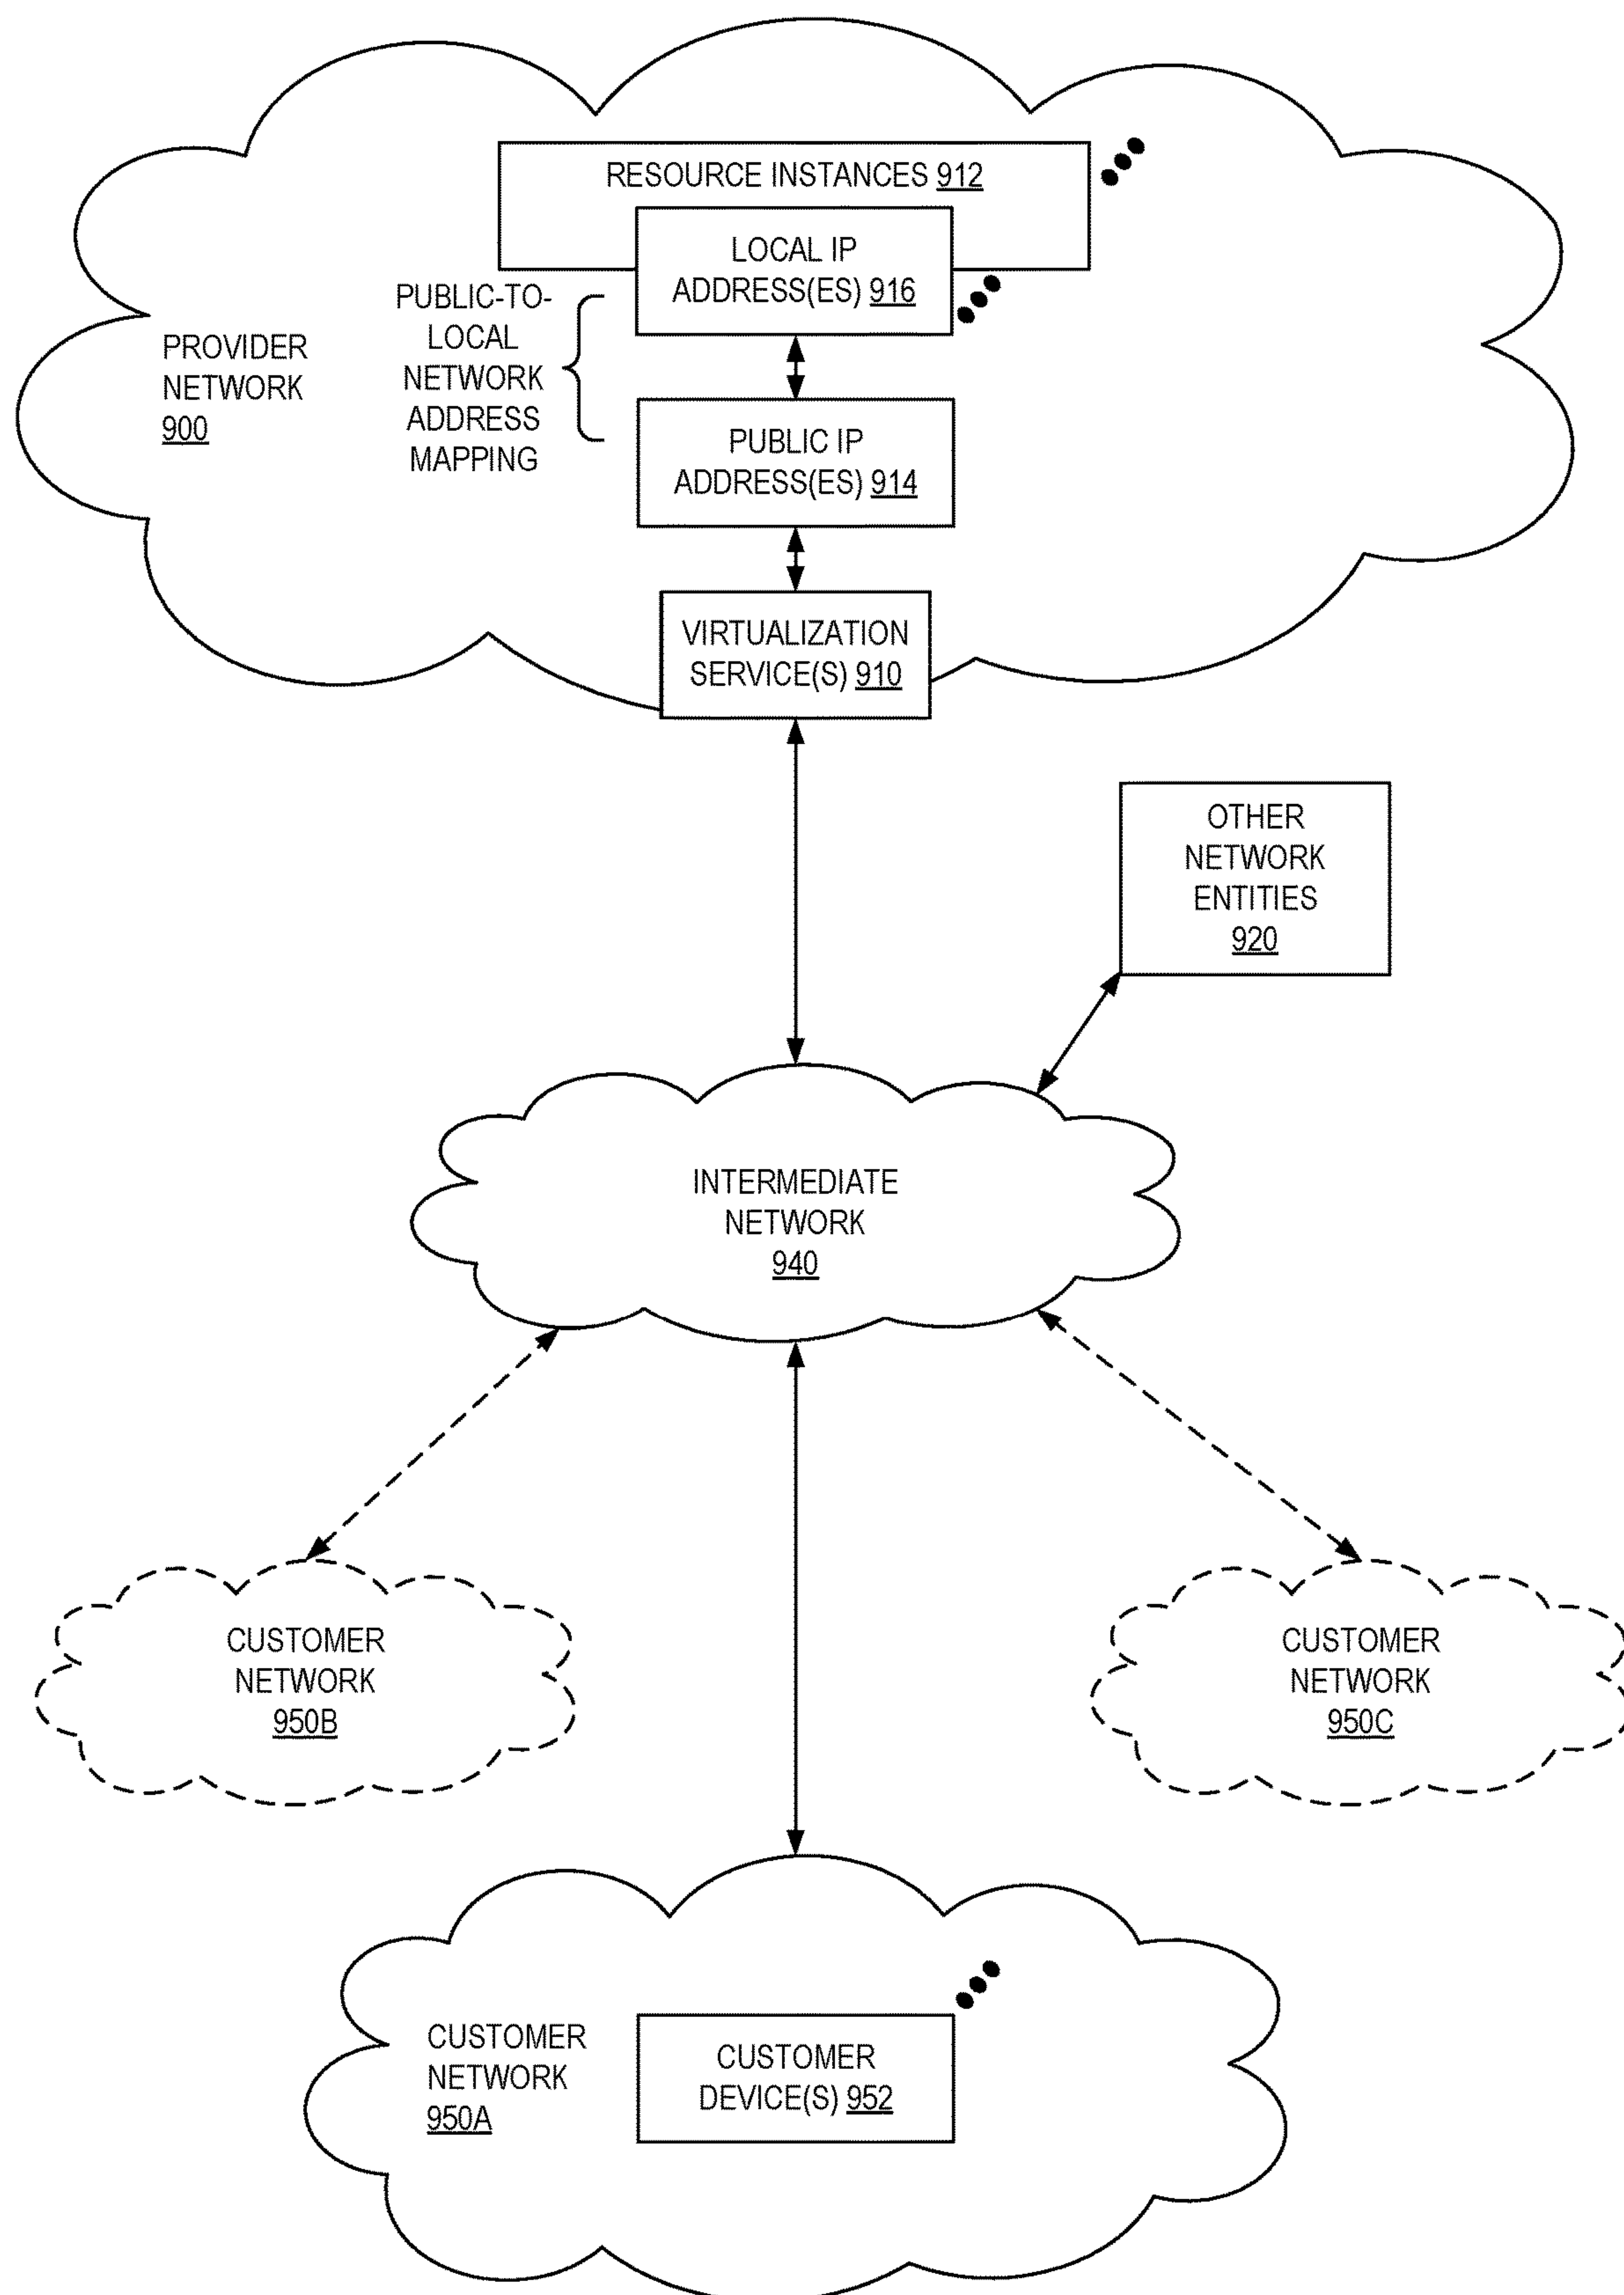 RESOURCE INSTANCES 912
LOCAL IP
ADDRESS(ES) 916
PUBLIC-TO-
LOCAL
NETWORK
ADDRESS
MAPPING
PROVIDER
NETWORK
900
PUBLIC IP
ADDRESS(ES) 914
VIRTUALIZATION
SERVICE(S) 910
OTHER
NETWORK
ENTITIES
920
INTERMEDIATE
NETWORK
940
CUSTOMER
NETWORK
950B
CUSTOMER
NETWORK
950C
CUSTOMER
NETWORK
950A
CUSTOMER
DEVICE(S) 952